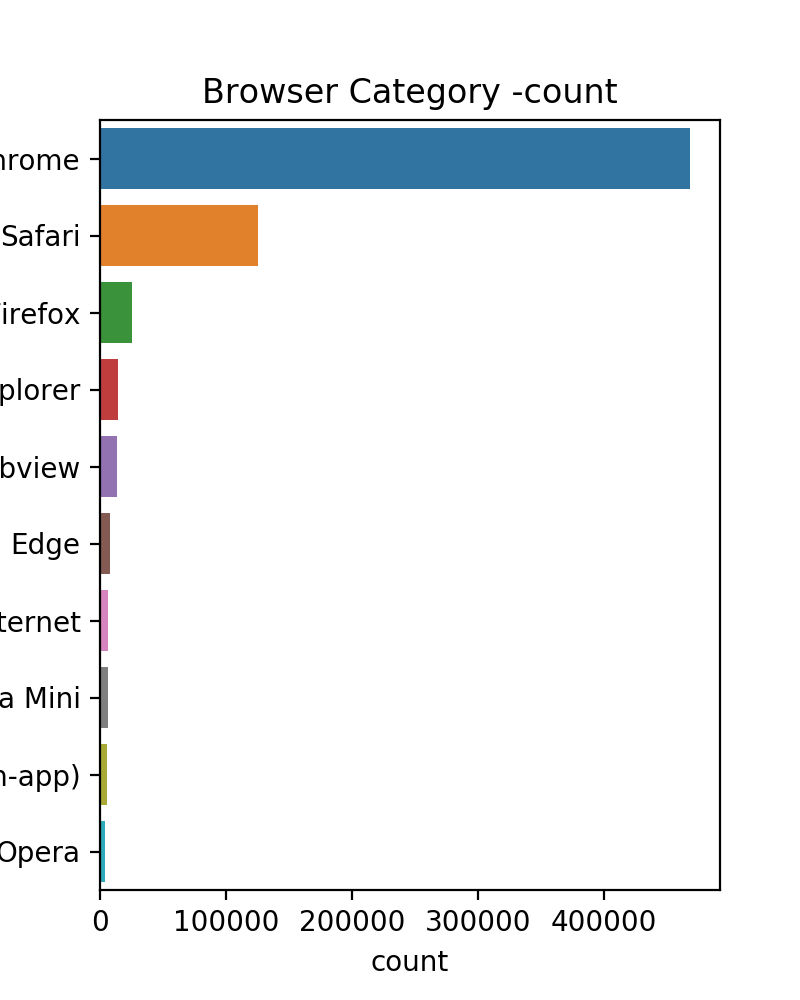 Browser Category -count
hrome
Safari
irefox
plorer
bview
Edge
ternet
a Mini
n-app)
Opera
0 100000 200000 300000 400000
count